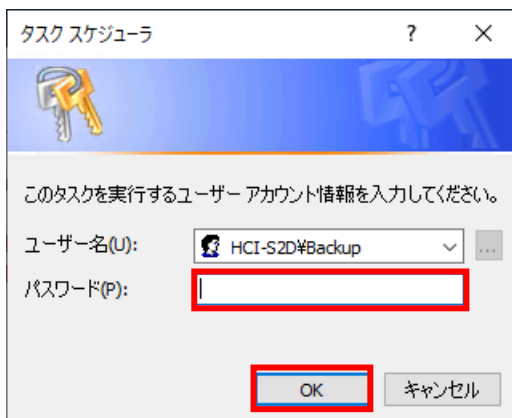 タスク スケジューラ
?
このタスクを実行するユーザー アカウント情報を入力してください。
ユーザー名(U):
HCI-S2D¥Backup
...
パスワード(P):
OK
キャンセル